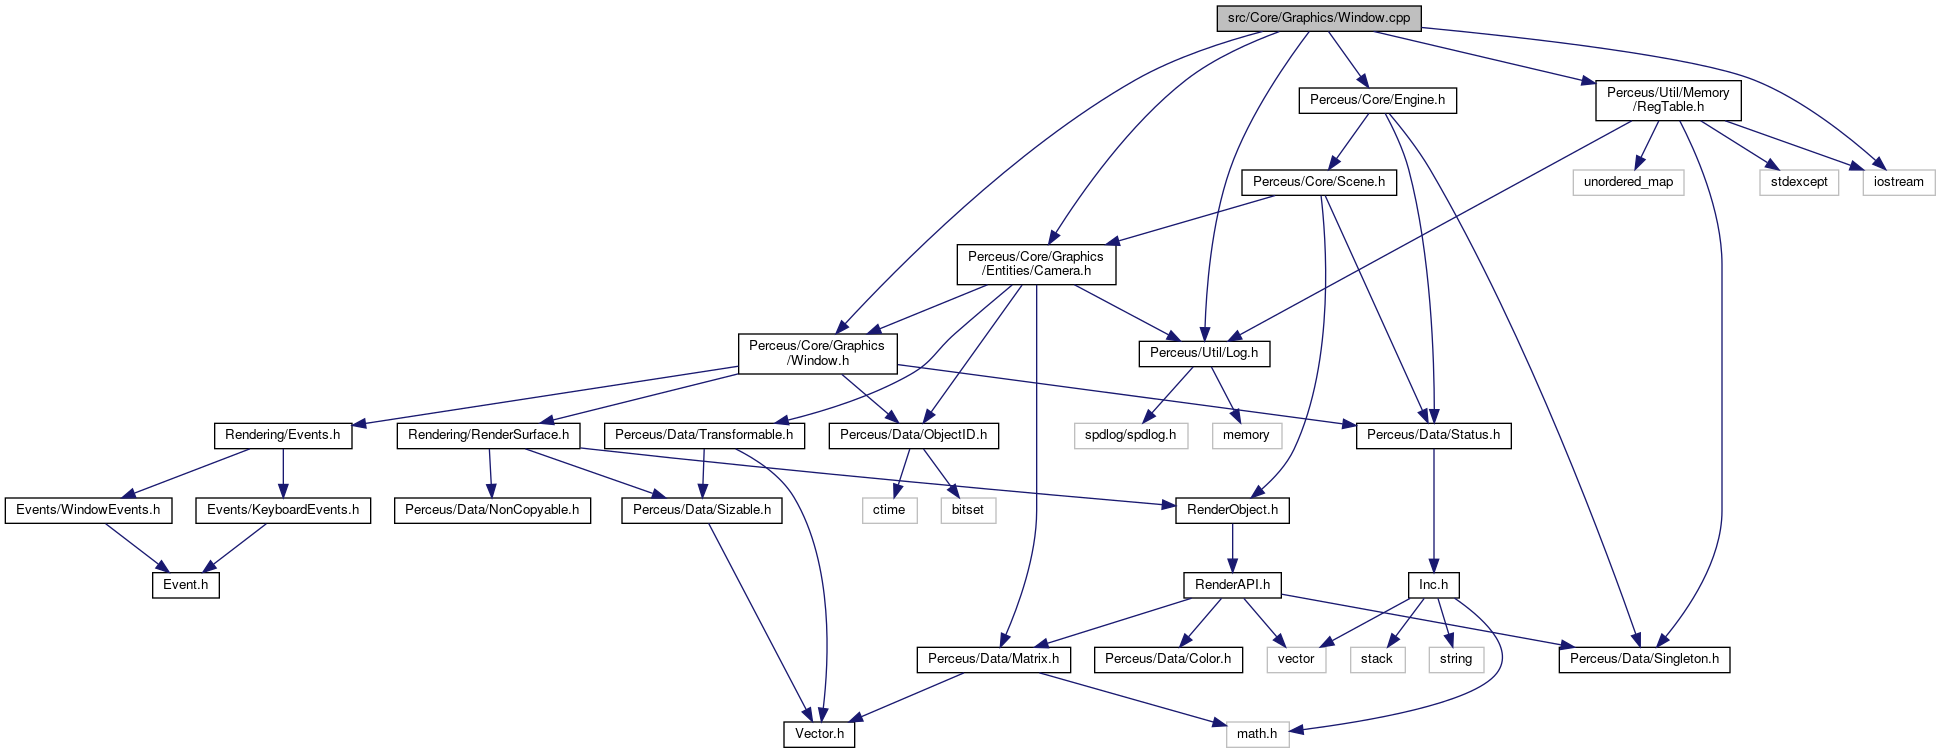 src/Core/Graphics/Window.cpp
Perceus/Core/Engine.h
Perceus/Util/Memory
/RegTable.h
Perceus/Core/Scene.h
unordered_map
stdexcept
iostream
Perceus/Core/Graphics
/Entities/Camera.h
Perceus/Core/Graphics
/Window.h
Perceus/Util/Log.h
Rendering/Events.h
Rendering/RenderSurface.h
Perceus/Data/Transformable.h
Perceus/Data/ObjectID.h
spdlog/spdlog.h
memory
Perceus/Data/Status.h
Events/WindowEvents.h
Events/KeyboardEvents.h
Perceus/Data/NonCopyable.h
Perceus/Data/Sizable.h
ctime
bitset
RenderObject.h
Event.h
RenderAPI.h
Inc.h
Perceus/Data/Matrix.h
Perceus/Data/Color.h
vector
stack
string
Perceus/Data/Singleton.h
Vector.h
math.h